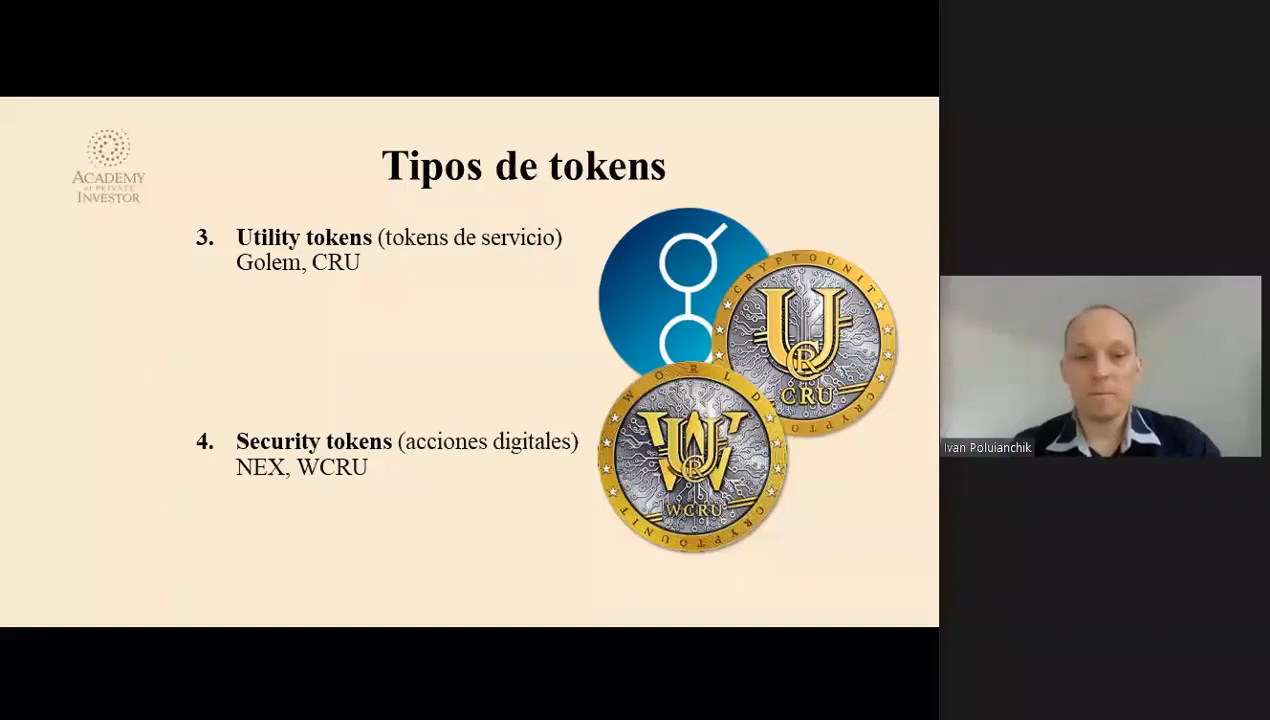 ACADEMY
OF PRIVATE
INVESTOR
Tipos de tokens
3. Utility tokens (tokens de servicio)
Golem, CRU
CRYPTOUNIT
CRU
CRYPTO
4. Security tokens (acciones digitales)
NEX, WCRU
WORLD
WCRU
CRYPTOUNIT
Ivan Poluianchik